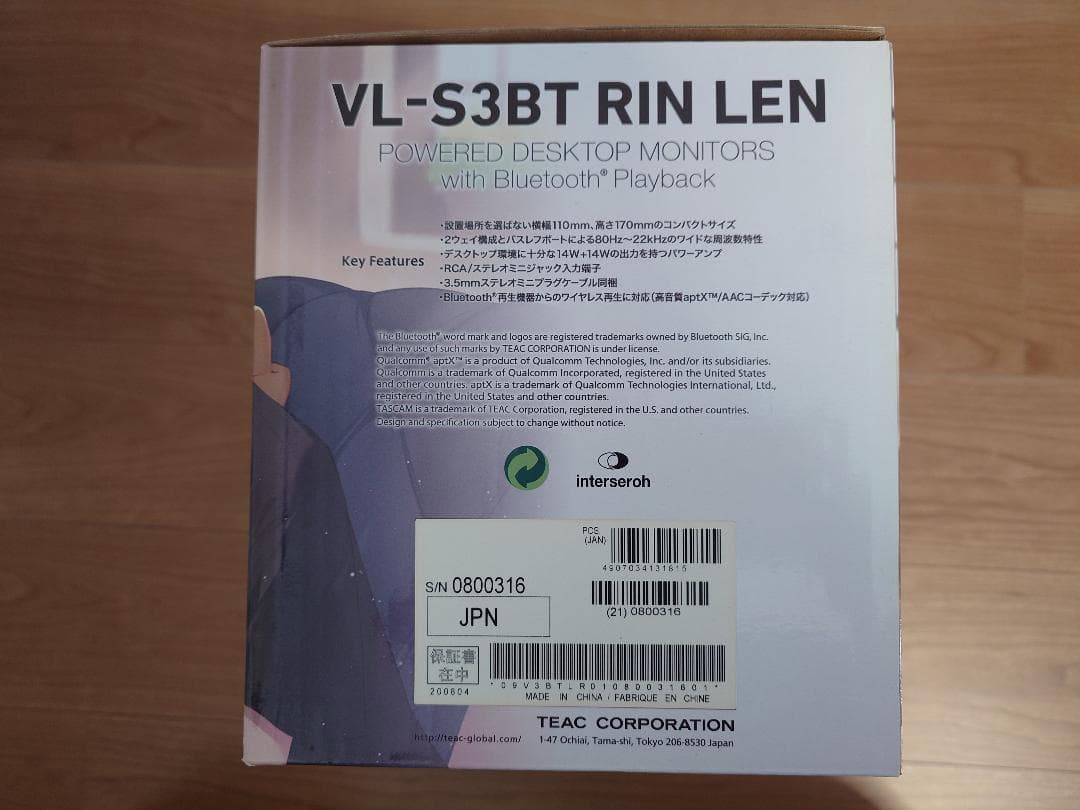 VL-S3BT RIN LEN
POWERED DESKTOP MONITORS
with Bluetooth® Playback
Key Features
・設置場所を選ばない横幅110mm、高さ170mmのコンパクトサイズ
・2ウェイ構成とバスレフポートによる80Hz～22kHzのワイドな周波数特性
・デスクトップ環境に十分な14W+14Wの出力を持つパワーアンプ
・RCA/ステレオミニジャック入力端子
・3.5mmステレオミニプラグケーブル同梱
・Bluetooth®再生機器からのワイヤレス再生に対応(高音質aptX™/AACコーデック対応)
The Bluetooth® word mark and logos are registered trademarks owned by Bluetooth SIG, Inc.
and any use of such marks by TEAC CORPORATION is under license.
Qualcomm® aptX™ is a product of Qualcomm Technologies, Inc. and/or its subsidiaries.
Qualcomm is a trademark of Qualcomm Incorporated, registered in the United States
and other countries. aptX is a trademark of Qualcomm Technologies International, Ltd.,
registered in the United States and other countries.
TASCAM is a trademark of TEAC Corporation, registered in the U.S. and other countries.
Design and specification subject to change without notice.
interseroh
PCS
(JAN)
4907034131815
S/N 0800316
(21) 0800316
JPN
保証書
在中
200604
*09V3BTLR01080031601*
MADE IN CHINA / FABRIQUE EN CHINE
TEAC CORPORATION
http://teac-global.com/
1-47 Ochiai, Tama-shi, Tokyo 206-8530 Japan